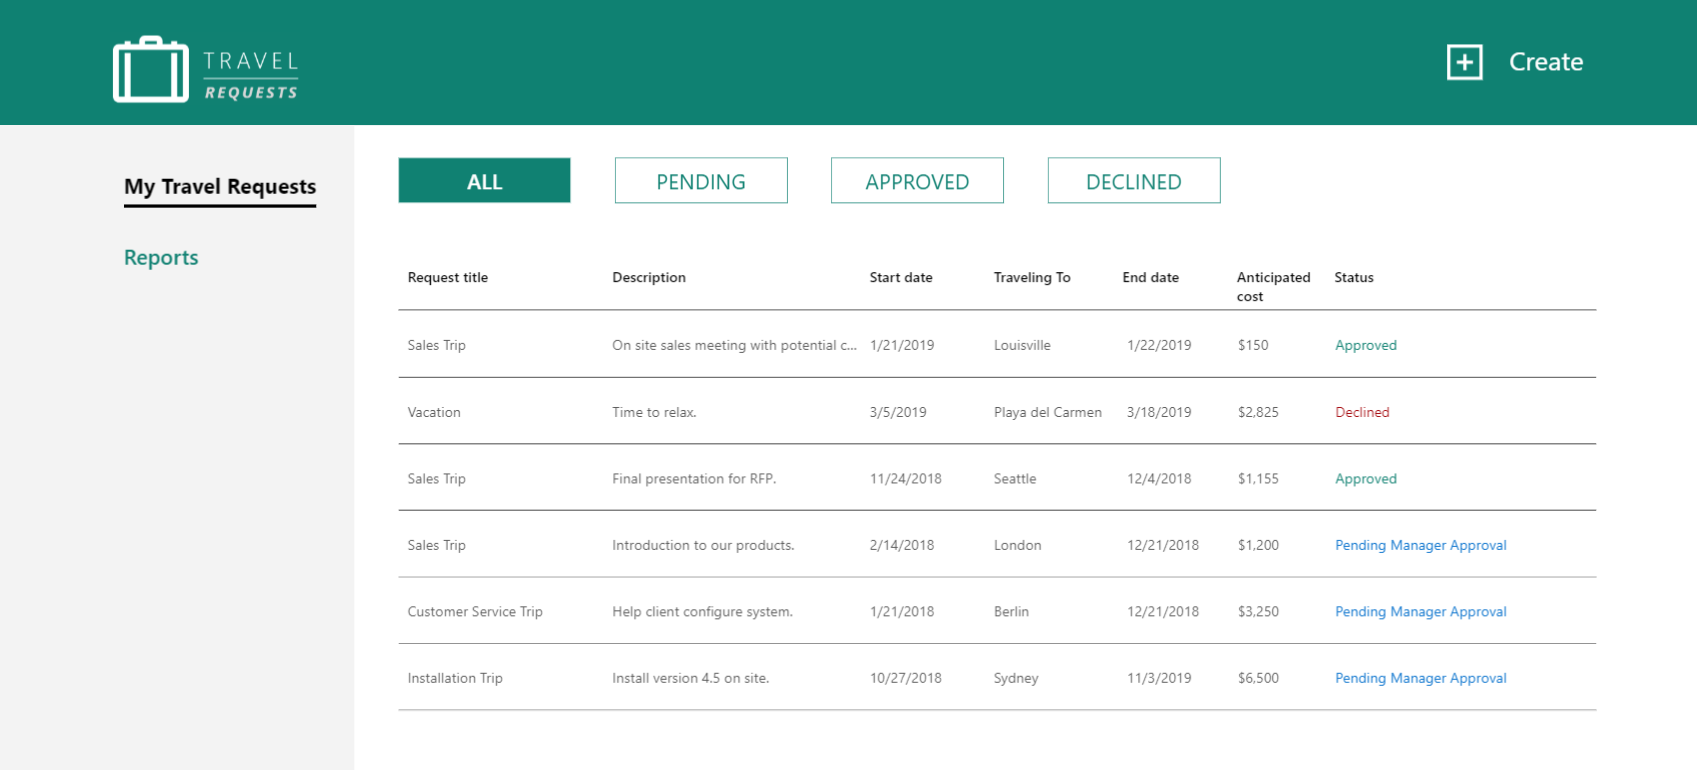 TRAVEL
REQUESTS
Create
My Travel Requests
Reports
ALL PENDING APPROVED DECLINED
Request title Description Start date Traveling To End date Anticipated cost Status
Sales Trip On site sales meeting with potential c... 1/21/2019 Louisville 1/22/2019 $150 Approved
Vacation Time to relax. 3/5/2019 Playa del Carmen 3/18/2019 $2,825 Declined
Sales Trip Final presentation for RFP. 11/24/2018 Seattle 12/4/2018 $1,155 Approved
Sales Trip Introduction to our products. 2/14/2018 London 12/21/2018 $1,200 Pending Manager Approval
Customer Service Trip Help client configure system. 1/21/2018 Berlin 12/21/2018 $3,250 Pending Manager Approval
Installation Trip Install version 4.5 on site. 10/27/2018 Sydney 11/3/2019 $6,500 Pending Manager Approval